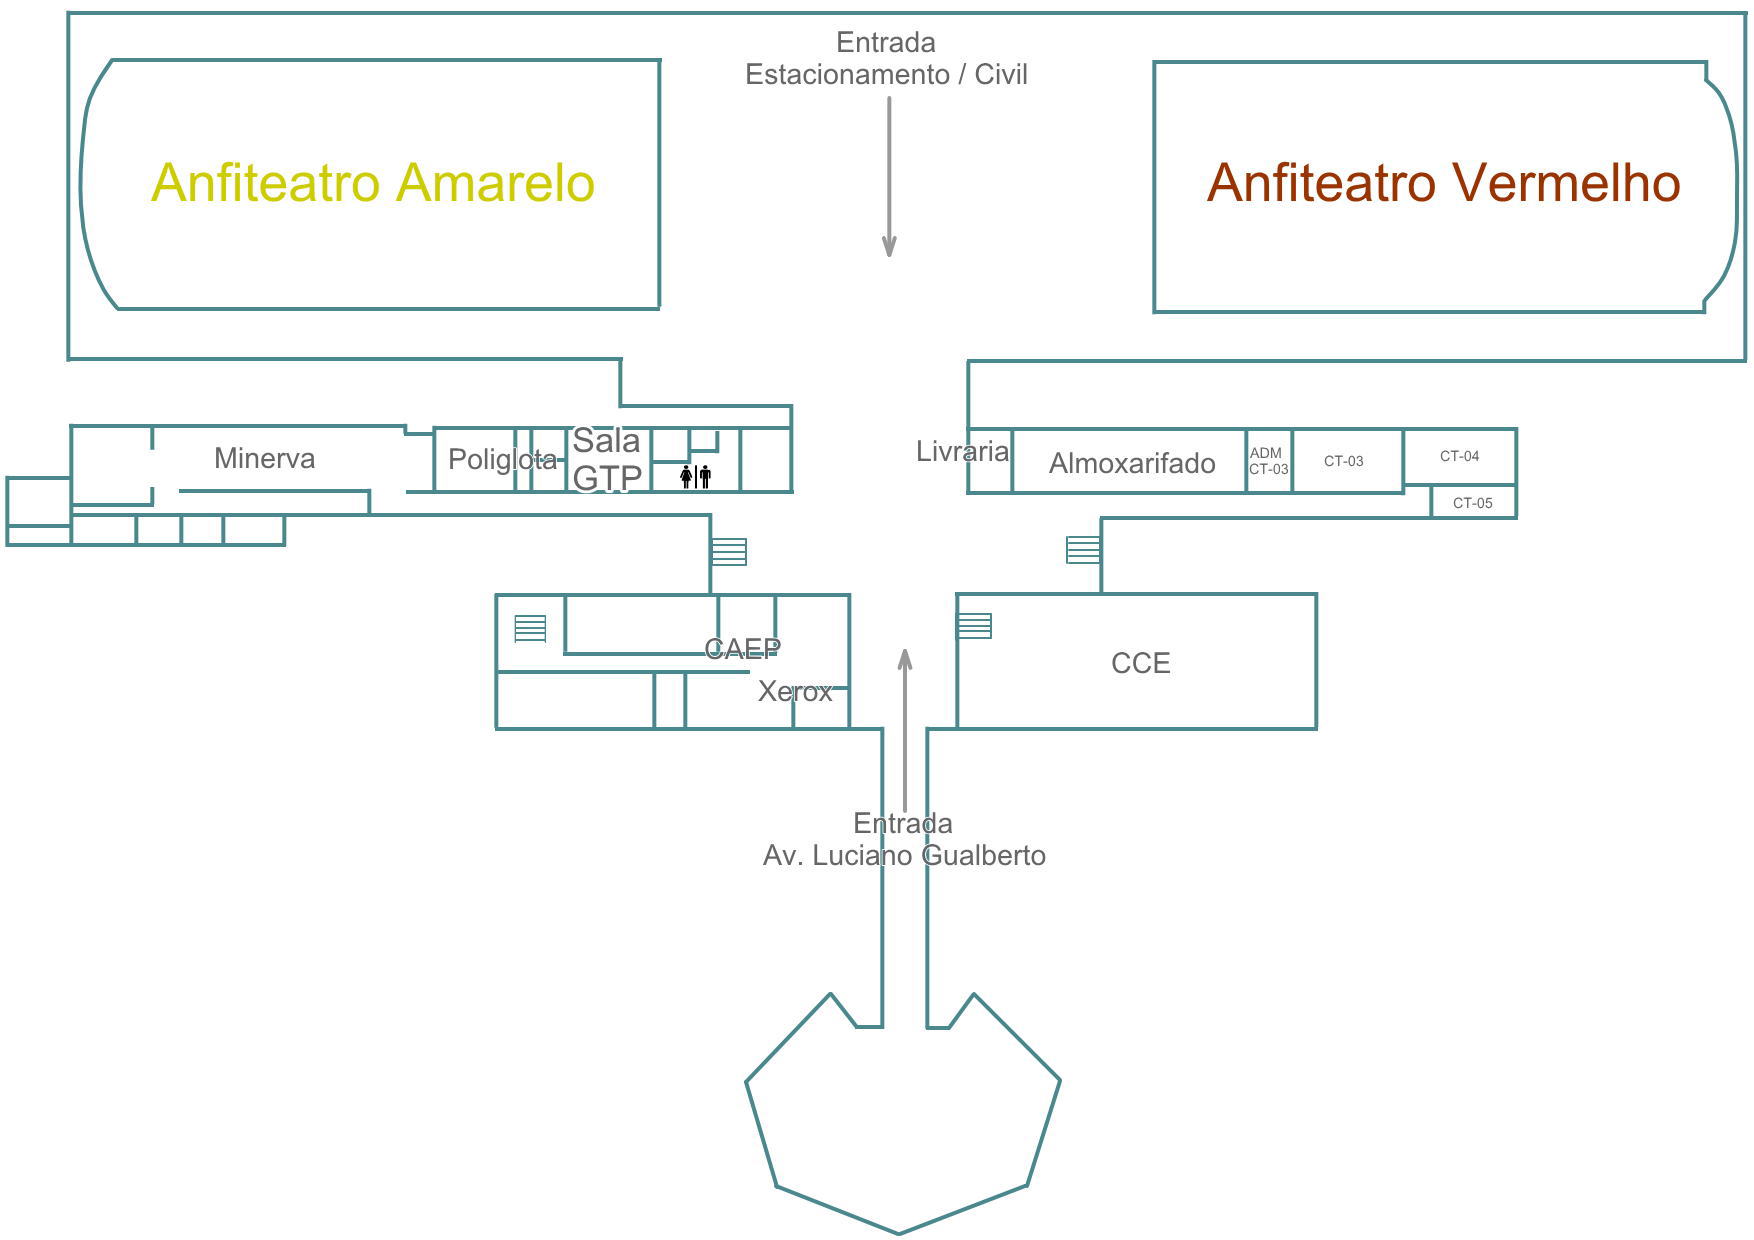 Entrada
Estacionamento / Civil
Anfiteatro Amarelo
Anfiteatro Vermelho
Minerva
Poliglota
Sala
GTP
Livraria
Almoxarifado
ADM
CT-03
CT-03
CT-04
CT-05
CAEP
Xerox
CCE
Entrada
Av. Luciano Gualberto